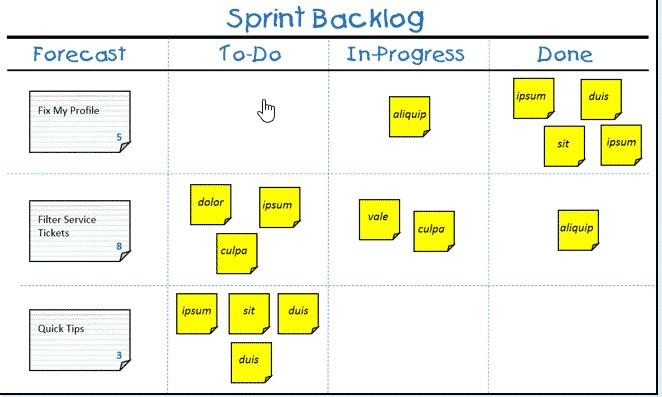 Sprint Backlog
Forecast To-Do In-Progress Done
Fix My Profile
5
aliquip
ipsum duis
sit ipsum
Filter Service
Tickets
8
dolor ipsum
culpa
vale culpa
aliquip
Quick Tips
3
ipsum sit duis
duis